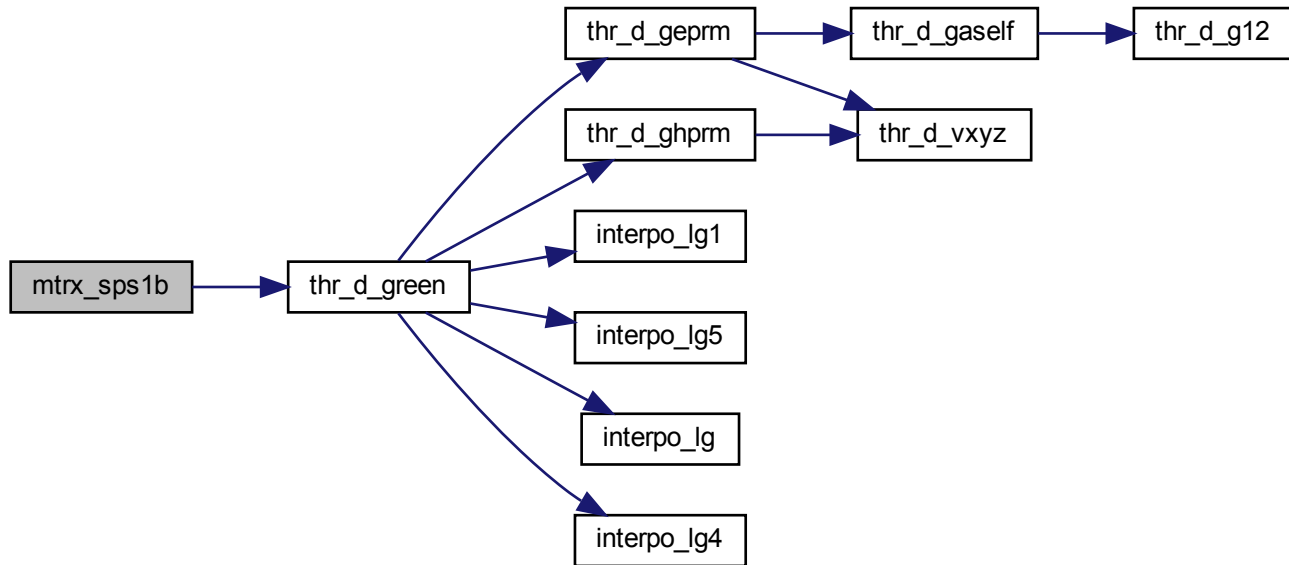 thr_d_geprm
thr_d_gaself
thr_d_g12
thr_d_ghprm
thr_d_vxyz
interpo_lg1
mtrx_sps1b
thr_d_green
interpo_lg5
interpo_lg
interpo_lg4